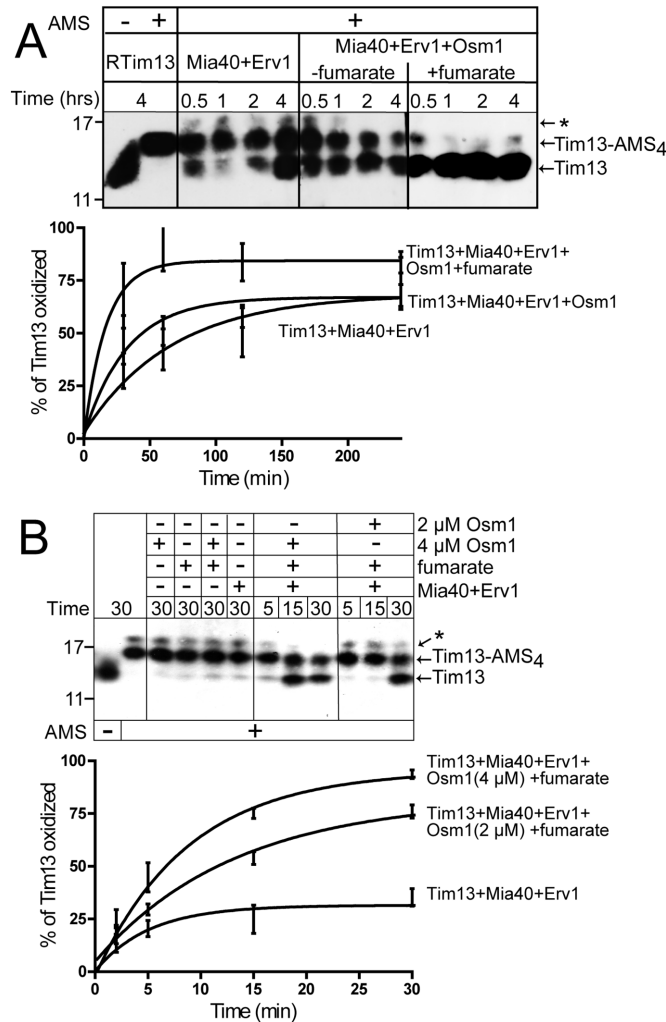 A
AMS - + +
RTim13 Mia40+Erv1 Mia40+Erv1+Osm1
-fumarate +fumarate
Time (hrs) 4 0.5 1 2 4 0.5 1 2 4 0.5 1 2 4
17
←*
←Tim13-AMS4
←Tim13
11
100
75
50
25
0
% of Tim13 oxidized
Tim13+Mia40+Erv1+
Osm1+fumarate
Tim13+Mia40+Erv1+Osm1
Tim13+Mia40+Erv1
0 50 100 150 200
Time (min)
B
- - - - - + 2 µM Osm1
+ - + - + - 4 µM Osm1
- + + - + + fumarate
- - - + + + Mia40+Erv1
Time 30 30 30 30 30 5 15 30 5 15 30
17
*
←Tim13-AMS4
←Tim13
11
AMS - +
100
75
50
25
0
% of Tim13 oxidized
Tim13+Mia40+Erv1+
Osm1(4 µM) +fumarate
Tim13+Mia40+Erv1+
Osm1(2 µM) +fumarate
Tim13+Mia40+Erv1
0 5 10 15 20 25 30
Time (min)